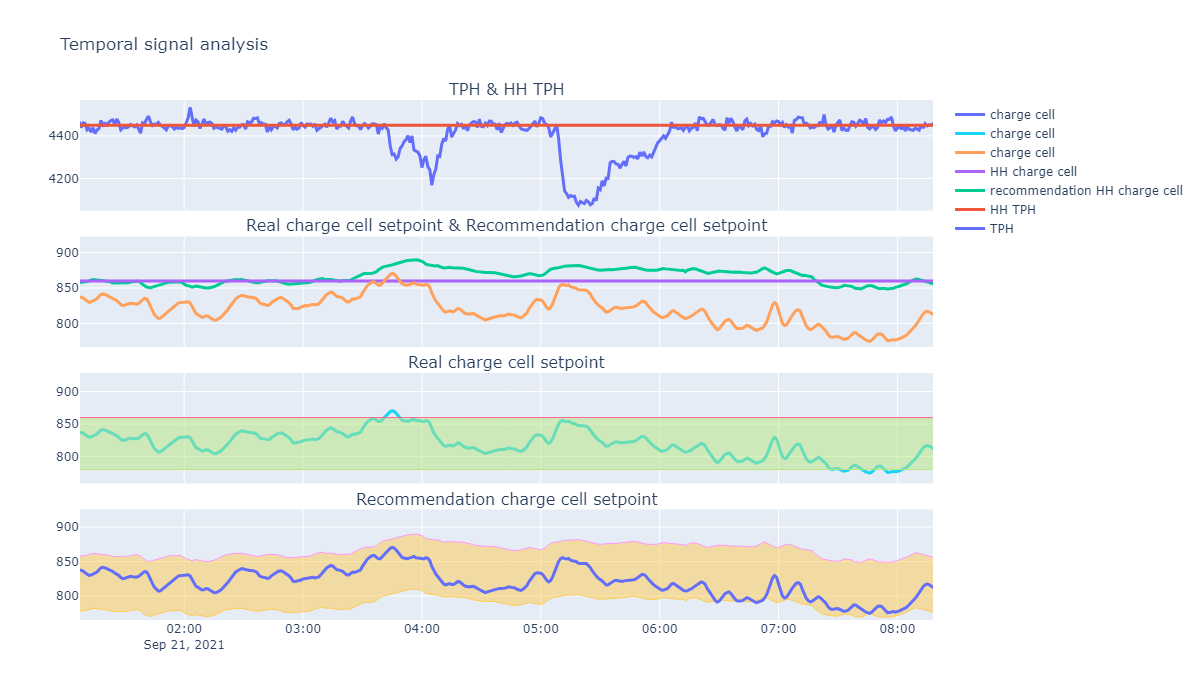 Temporal signal analysis
TPH & HH TPH
4400
4200
Real charge cell setpoint & Recommendation charge cell setpoint
900
850
800
Real charge cell setpoint
900
850
800
Recommendation charge cell setpoint
900
850
800
02:00 03:00 04:00 05:00 06:00 07:00 08:00
Sep 21, 2021
charge cell
charge cell
charge cell
HH charge cell
recommendation HH charge cell
HH TPH
TPH